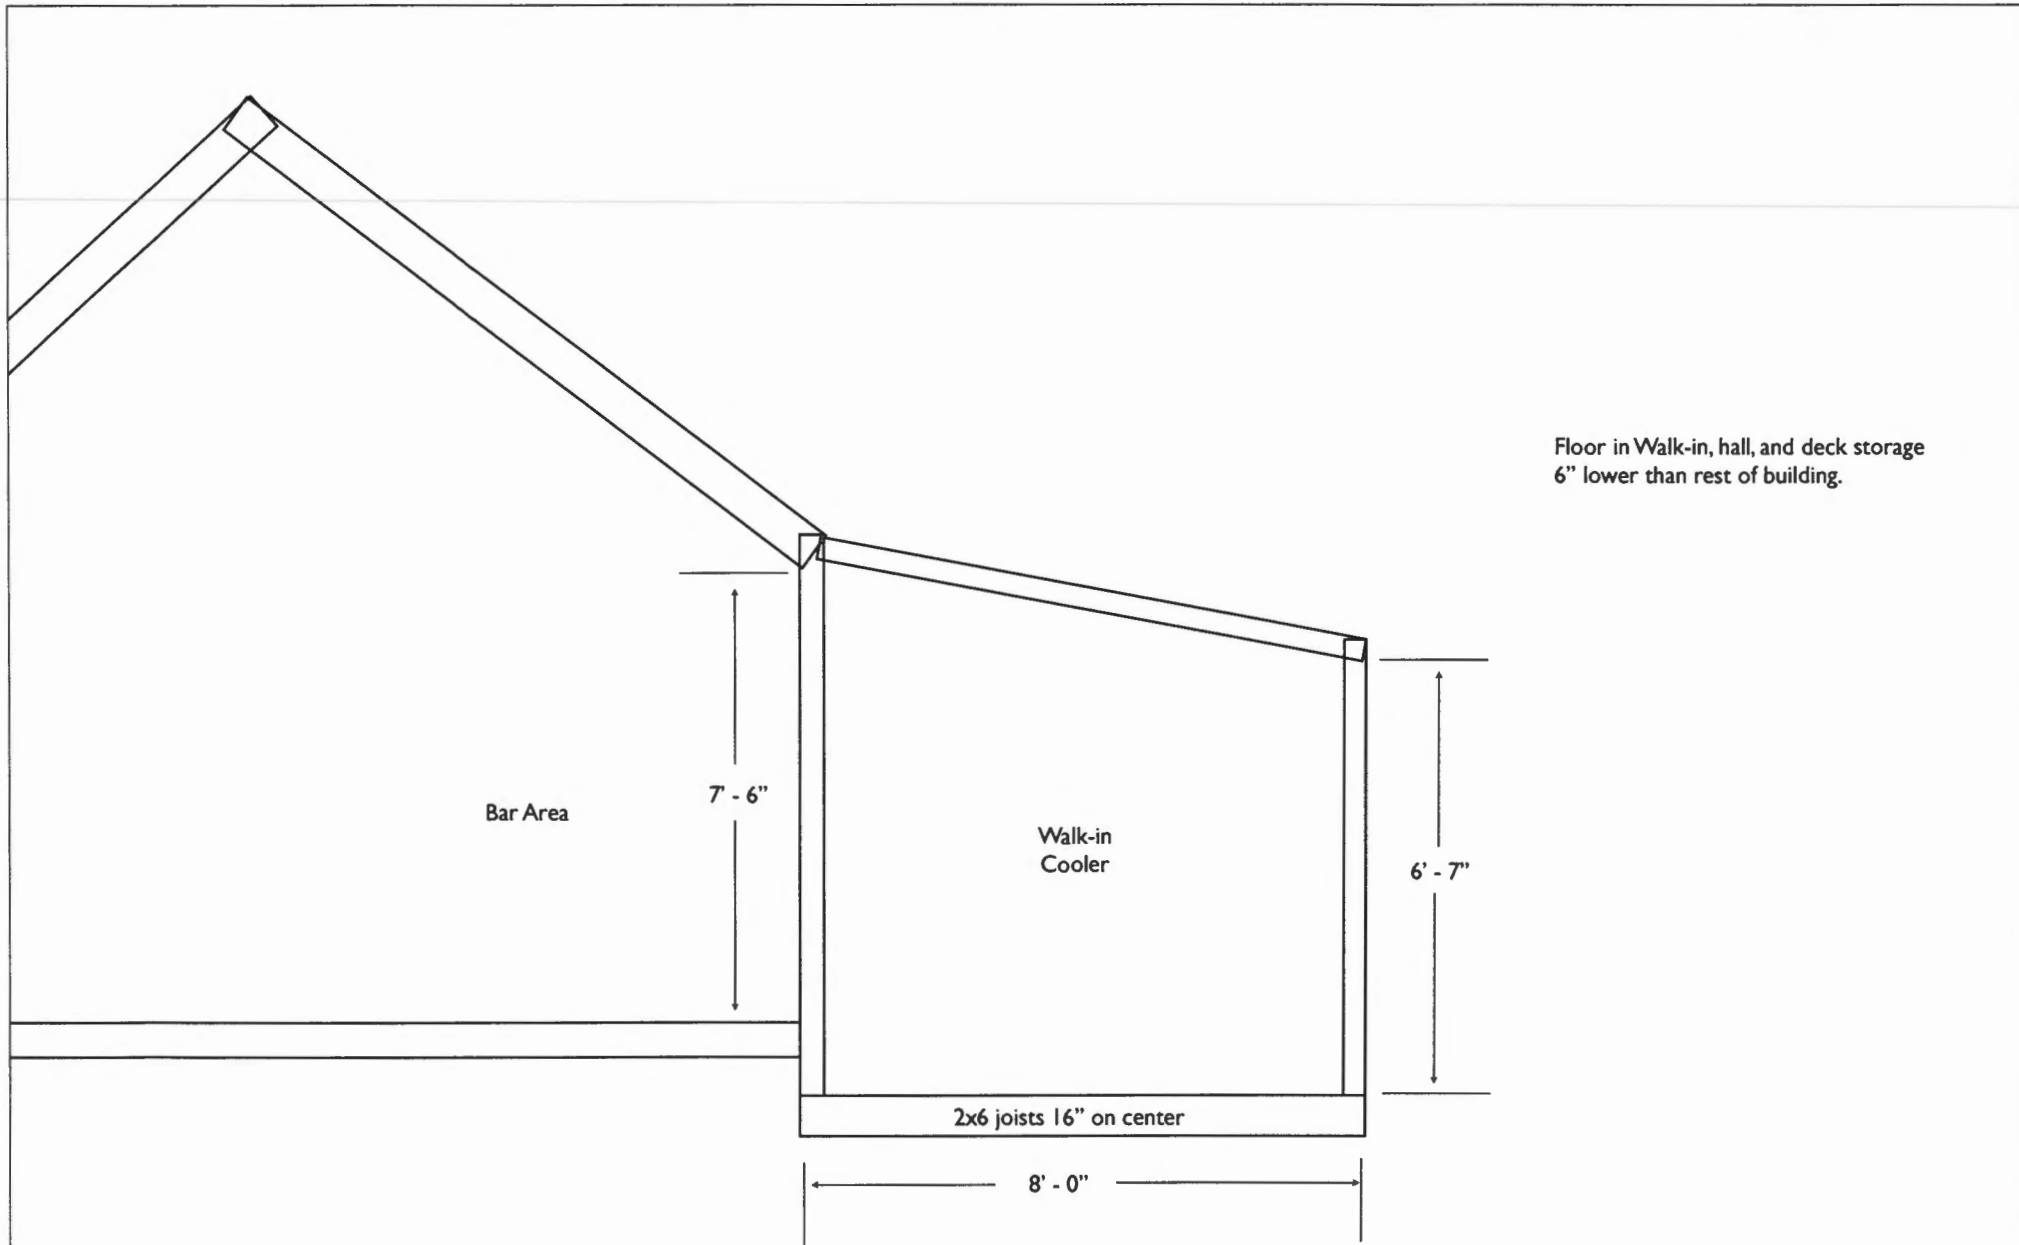 Floor in Walk-in, hall, and deck storage
6” lower than rest of building.
7’ - 6”
Bar Area
Walk-in
Cooler
6’ - 7”
2x6 joists 16” on center
8’ - 0”